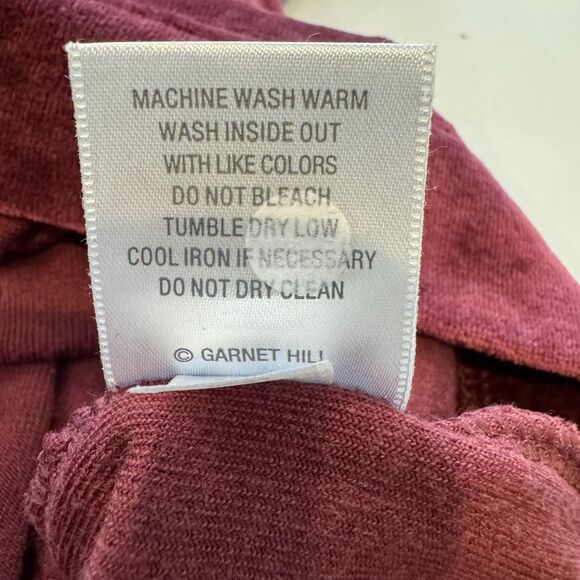 MACHINE WASH WARM
WASH INSIDE OUT
WITH LIKE COLORS
DO NOT BLEACH
TUMBLE DRY LOW
COOL IRON IF NECESSARY
DO NOT DRY CLEAN
© GARNET HILL